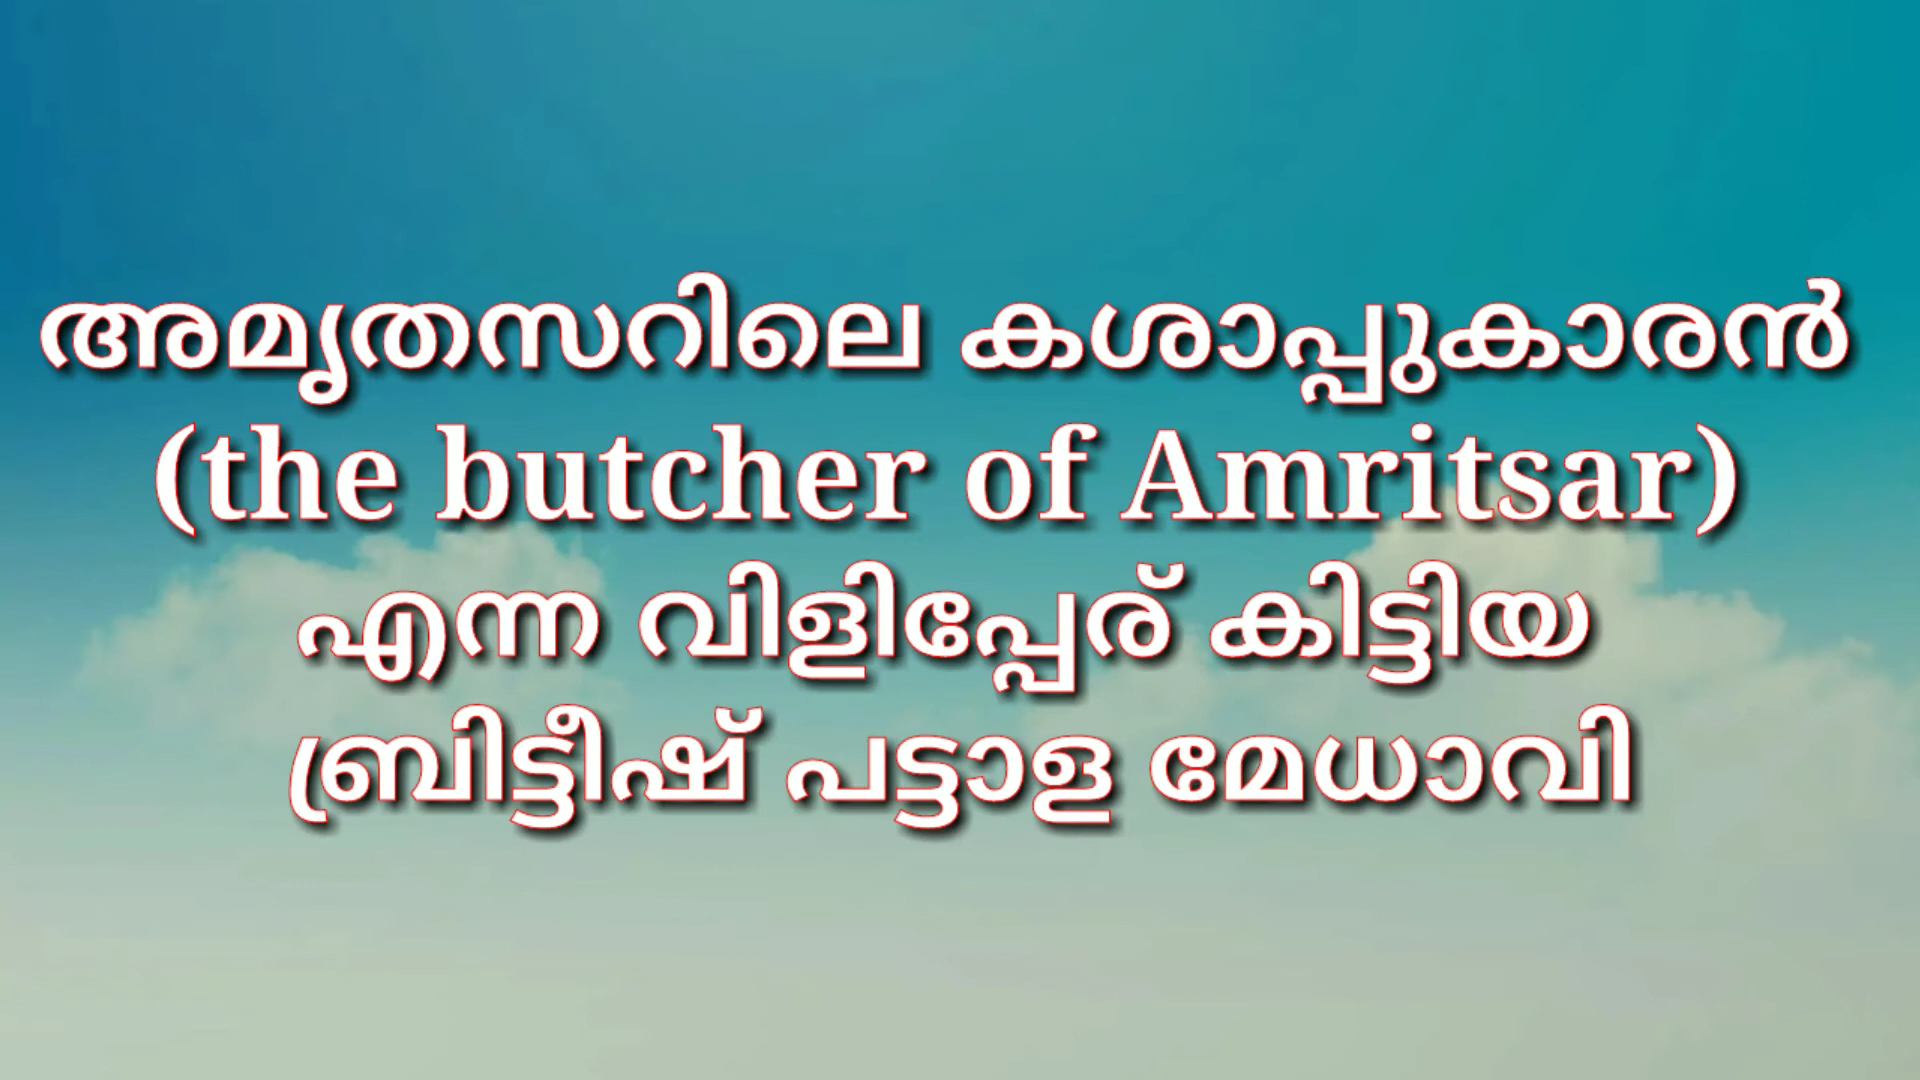 അമൃതസറിലെ കശാപ്പുകാരൻ
(the butcher of Amritsar)
എന്ന വിളിപ്പേര് കിട്ടിയ
ബ്രിട്ടീഷ് പട്ടാള മേധാവി